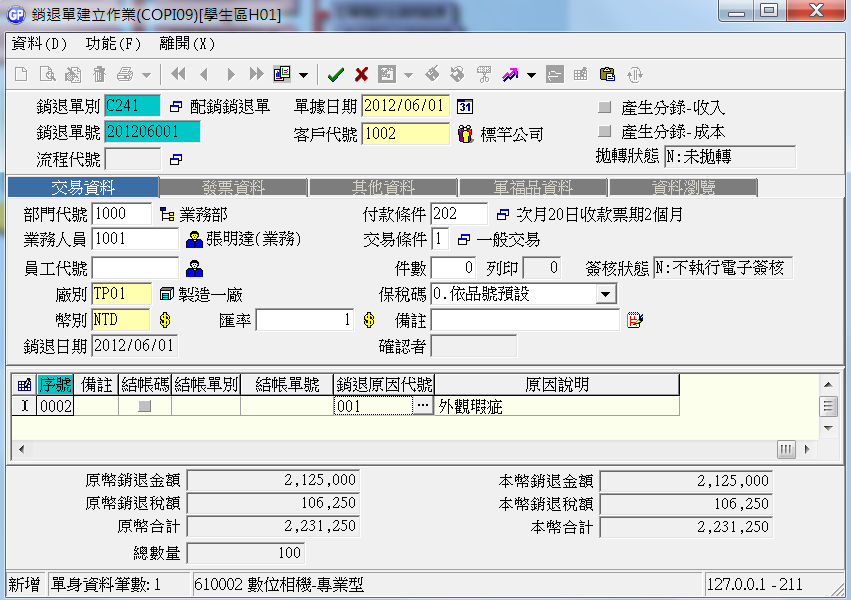 銷退單建立作業(COPI09)[學生區H01]
資料(D) 功能(F) 離開(X)
銷退單別 C241 配銷銷退單 單據日期 2012/06/01 31 產生分錄-收入
銷退單號 201206001 客戶代號 1002 標竿公司 產生分錄-成本
流程代號 拋轉狀態 N:未拋轉
交易資料 發票資料 其他資料 軍福品資料 資料瀏覽
部門代號 1000 業務部 付款條件 202 次月20日收款票期2個月
業務人員 1001 張明達(業務) 交易條件 1 一般交易
員工代號 件數 0 列印 0 簽核狀態 N:不執行電子簽核
廠別 TP01 製造一廠 保稅碼 0.依品號預設
幣別 NTD 匯率 1 備註
銷退日期 2012/06/01 確認者
序號 備註 結帳碼 結帳單別 結帳單號 銷退原因代號 原因說明
0002 001 ... 外觀瑕疵
原幣銷退金額 2,125,000 本幣銷退金額 2,125,000
原幣銷退稅額 106,250 本幣銷退稅額 106,250
原幣合計 2,231,250 本幣合計 2,231,250
總數量 100
新增 單身資料筆數: 1 610002 數位相機-專業型 127.0.0.1 - 211